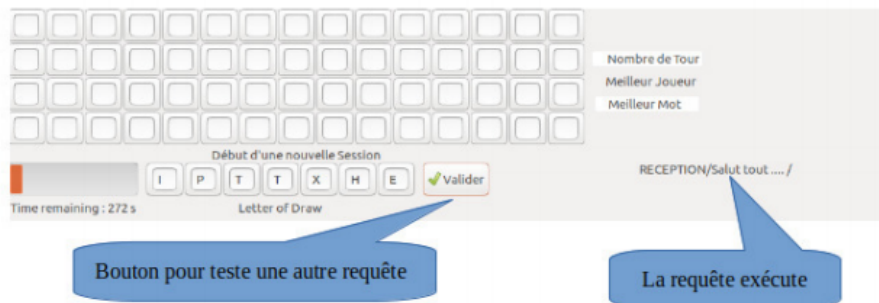 Nombre de Tour
Meilleur Joueur
Meilleur Mot
Début d'une nouvelle Session
I P T T X H E Valider
RECEPTION/Salut tout .... /
Time remaining : 272 s
Letter of Draw
Bouton pour teste une autre requête
La requête exécute